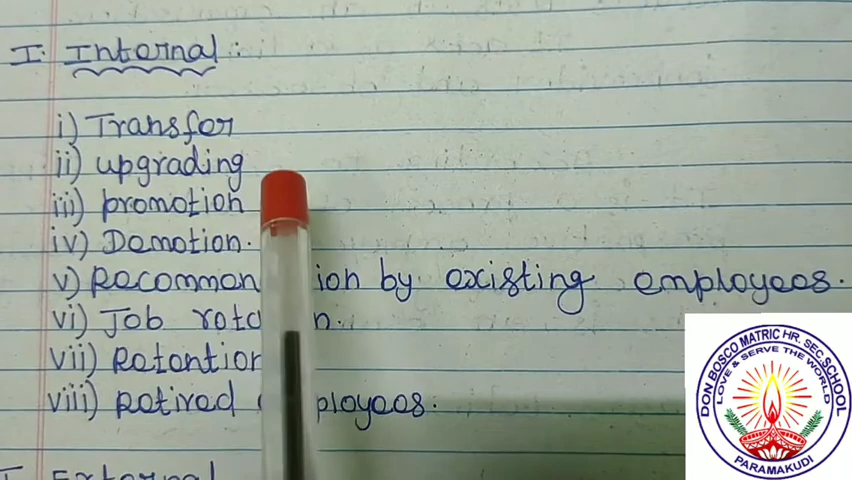 I. Internal:
i) Transfer
ii) upgrading
iii) promotion
iv) Demotion.
v) Recommen ion by existing employees.
vi) Job rota n.
vii) Retention
viii) Retired ployees.
External
DON BOSCO MATRIC HR. SEC. SCHOOL
LOVE & SERVE THE WORLD
PARAMAKUDI